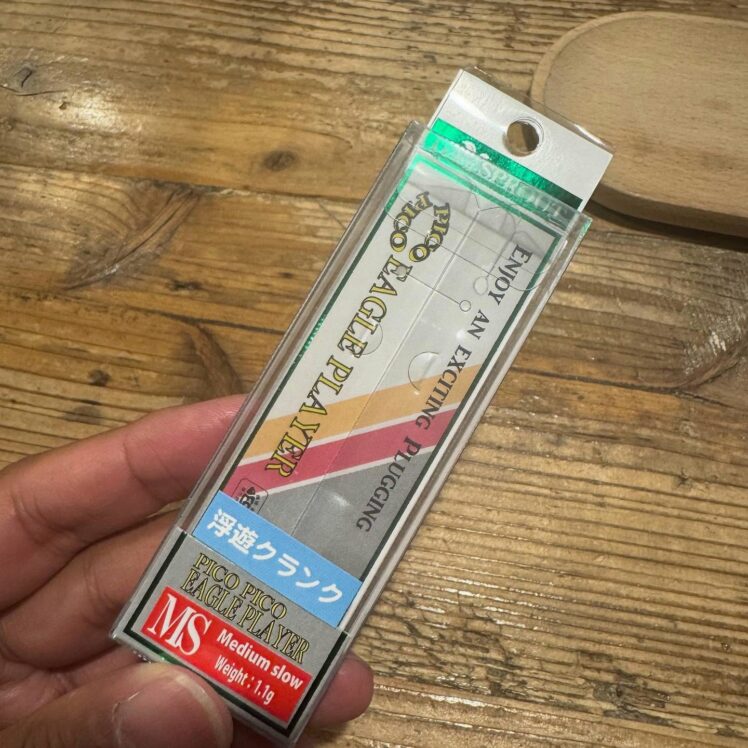 PICO
PICO EAGLE PLAYER
ENJOY AN EXCITING PLUGGING
浮遊クランク
PICO PICO
EAGLE PLAYER
MS
Medium slow
Weight : 1.1g